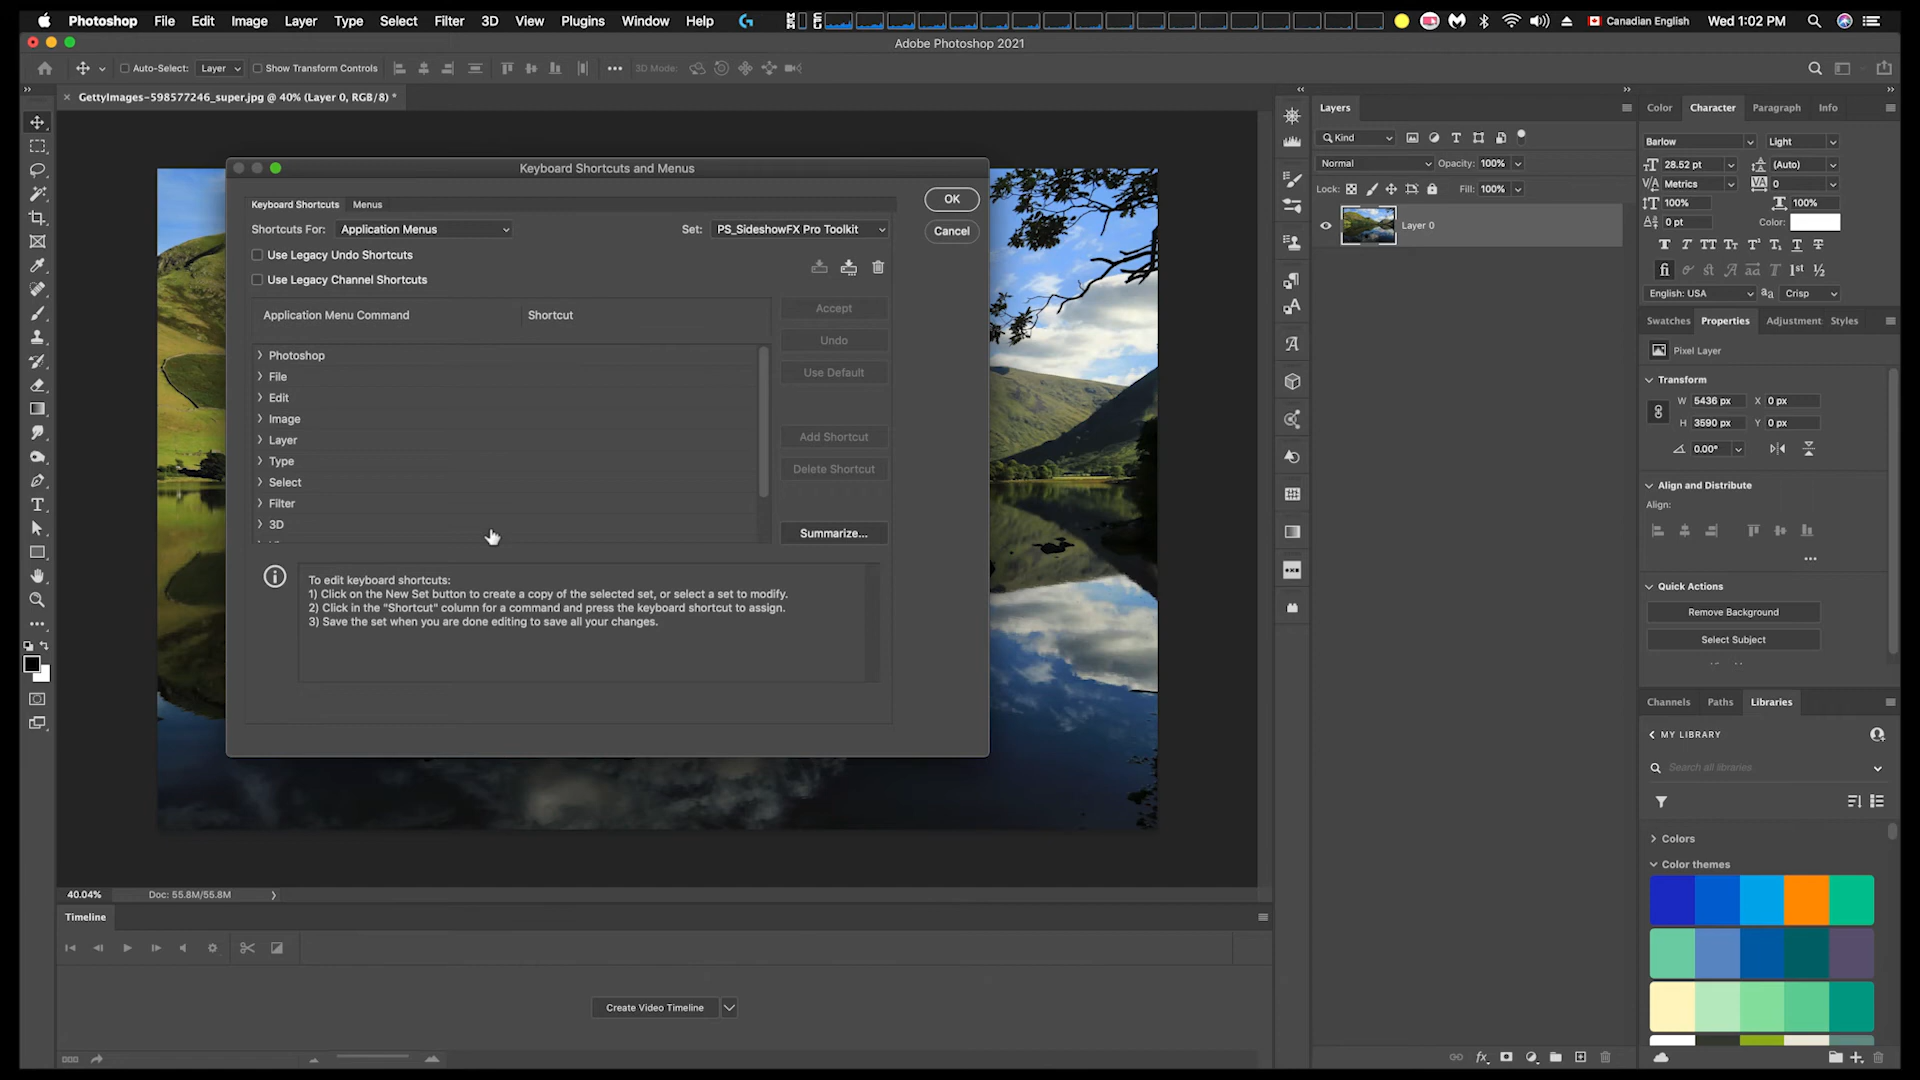 Photoshop File Edit Image Layer Type Select Filter 3D View Plugins Window Help Canadian English Wed 1:02 PM
Adobe Photoshop 2021
Auto-Select: Layer Show Transform Controls 3D Mode:
GettyImages-598577246_super.jpg @ 40% (Layer 0, RGB/8) *
Keyboard Shortcuts and Menus
Keyboard Shortcuts Menus
OK
Shortcuts For: Application Menus Set: PS_SideshowFX Pro Toolkit
Cancel
Use Legacy Undo Shortcuts
Use Legacy Channel Shortcuts
Application Menu Command Shortcut
Accept
Undo
Use Default
Add Shortcut
Delete Shortcut
Summarize...
Photoshop
File
Edit
Image
Layer
Type
Select
Filter
3D
To edit keyboard shortcuts:
1) Click on the New Set button to create a copy of the selected set, or select a set to modify.
2) Click in the "Shortcut" column for a command and press the keyboard shortcut to assign.
3) Save the set when you are done editing to save all your changes.
40.04% Doc: 55.8M/55.8M
Timeline
Create Video Timeline
Layers
Kind
Normal Opacity: 100%
Lock: Fill: 100%
Layer 0
Color Character Paragraph Info
Barlow Light
28.52 pt (Auto)
Metrics 0
100% 100%
0 pt Color:
English: USA aa Crisp
Swatches Properties Adjustment Styles
Pixel Layer
Transform
W 5436 px X 0 px
H 3590 px Y 0 px
0.00°
Align and Distribute
Align:
Quick Actions
Remove Background
Select Subject
Channels Paths Libraries
MY LIBRARY
Search all libraries
Colors
Color themes